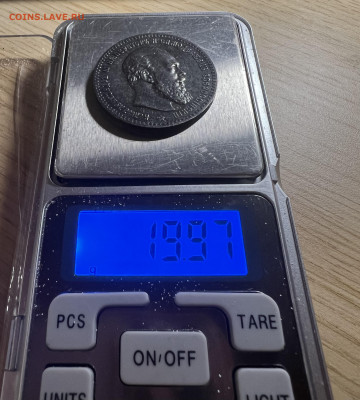 COINS.LAVE.RU
19.97
g
PCS
TARE
ON/OFF
UNITS
LIGHT